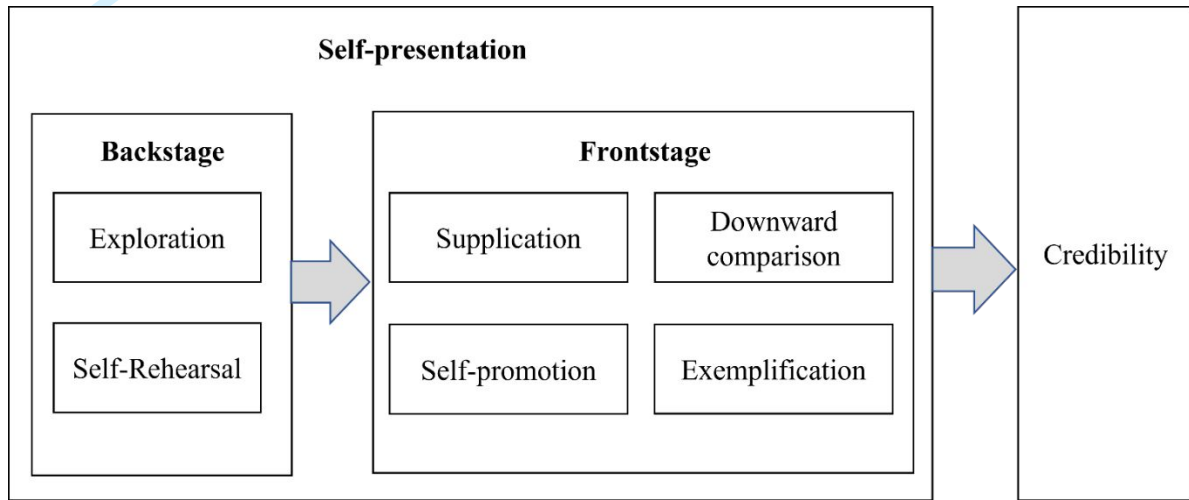 Self-presentation
Backstage
Exploration
Self-Rehearsal
Frontstage
Supplication
Downward
comparison
Self-promotion
Exemplification
Credibility